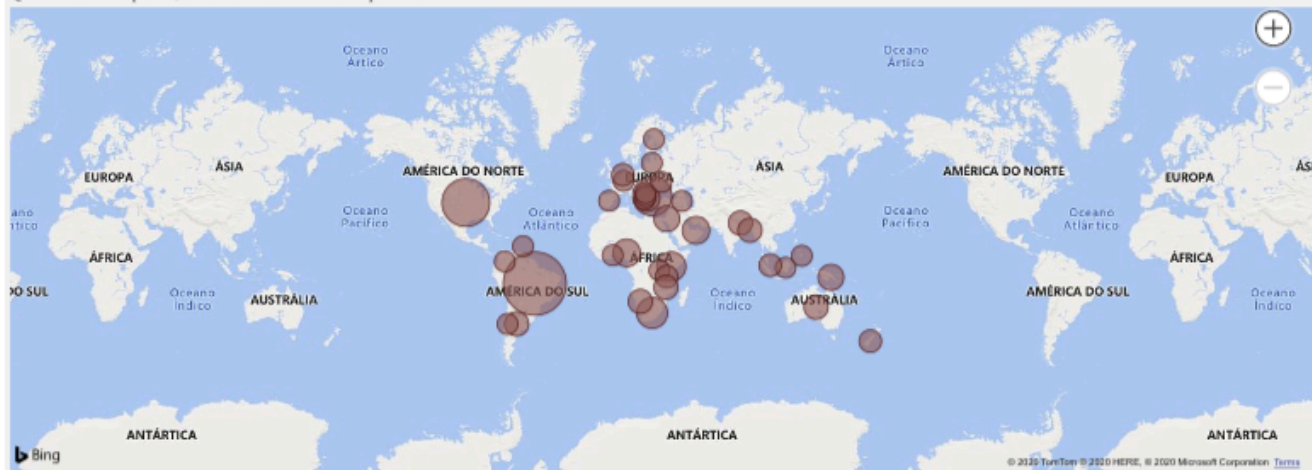 Oceano
Ártico
Oceano
Ártico
EUROPA
ÁSIA
AMÉRICA DO NORTE
EUROPA
ÁSIA
AMÉRICA DO NORTE
EUROPA
Oceano
Pacífico
Oceano
Atlântico
Oceano
Pacífico
Oceano
Atlântico
ÁFRICA
ÁFRICA
ÁFRICA
DO SUL
Oceano
Índico
AUSTRÁLIA
AMÉRICA DO SUL
Oceano
Índico
AUSTRÁLIA
AMÉRICA DO SUL
Oceano
Índico
ANTÁRTICA
ANTÁRTICA
ANTÁRTICA
Bing
© 2020 TomTom © 2020 HERE, © 2020 Microsoft Corporation Terms